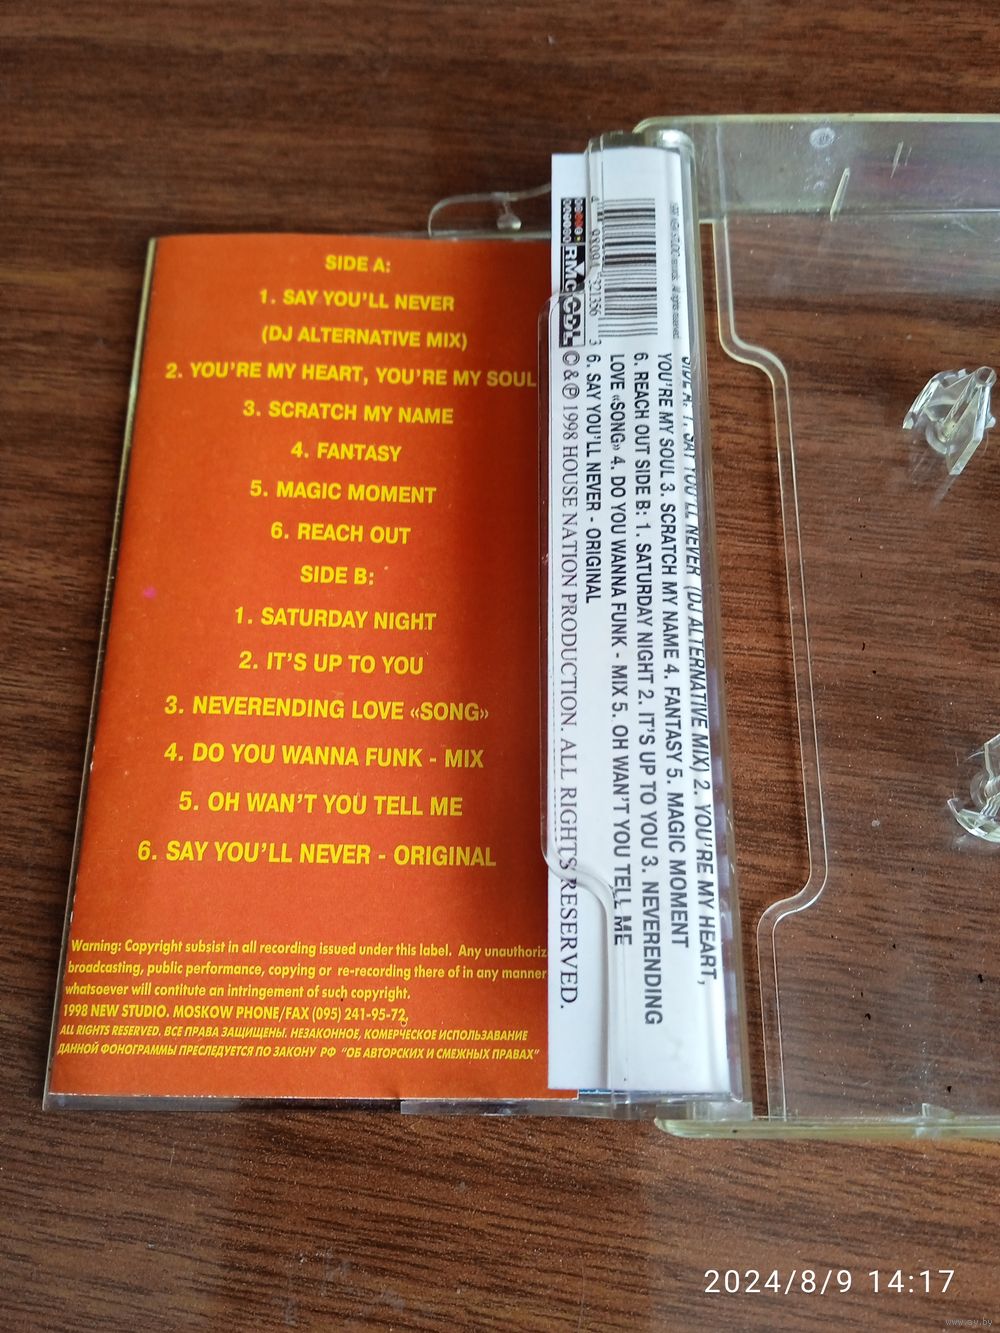 SIDE A:
1. SAY YOU'LL NEVER
(DJ ALTERNATIVE MIX)
2. YOU'RE MY HEART, YOU'RE MY SOUL
3. SCRATCH MY NAME
4. FANTASY
5. MAGIC MOMENT
6. REACH OUT
SIDE B:
1. SATURDAY NIGHT
2. IT'S UP TO YOU
3. NEVERENDING LOVE «SONG»
4. DO YOU WANNA FUNK - MIX
5. OH WAN'T YOU TELL ME
6. SAY YOU'LL NEVER - ORIGINAL
Warning: Copyright subsist in all recording issued under this label. Any unauthoriz
broadcasting, public performance, copying or re-recording there of in any manner
whatsoever will contitute an intringement of such copyright.
1998 NEW STUDIO. MOSKOW PHONE/FAX (095) 241-95-72,
ALL RIGHTS RESERVED. ВСЕ ПРАВА ЗАЩИЩЕНЫ. НЕЗАКОННОЕ, КОМЕРЧЕСКОЕ ИСПОЛЬЗАВАНИЕ
ДАННОЙ ФОНОГРАММЫ ПРЕСЛЕДУЕТСЯ ПО ЗАКОНУ РФ "ОБ АВТОРСКИХ И СМЕЖНЫХ ПРАВАХ"
SIDE A: 1. SAY YOU'LL NEVER (DJ ALTERNATIVE MIX) 2. YOU'RE MY HEART,
YOU'RE MY SOUL 3. SCRATCH MY NAME 4. FANTASY 5. MAGIC MOMENT
6. REACH OUT SIDE B: 1. SATURDAY NIGHT 2. IT'S UP TO YOU 3. NEVERENDING
LOVE «SONG» 4. DO YOU WANNA FUNK - MIX 5. OH WAN'T YOU TELL ME
6. SAY YOU'LL NEVER - ORIGINAL
© & ℗ 1998 HOUSE NATION PRODUCTION. ALL RIGHTS RESERVED.
2024/8/9 14:17
www.ay.by